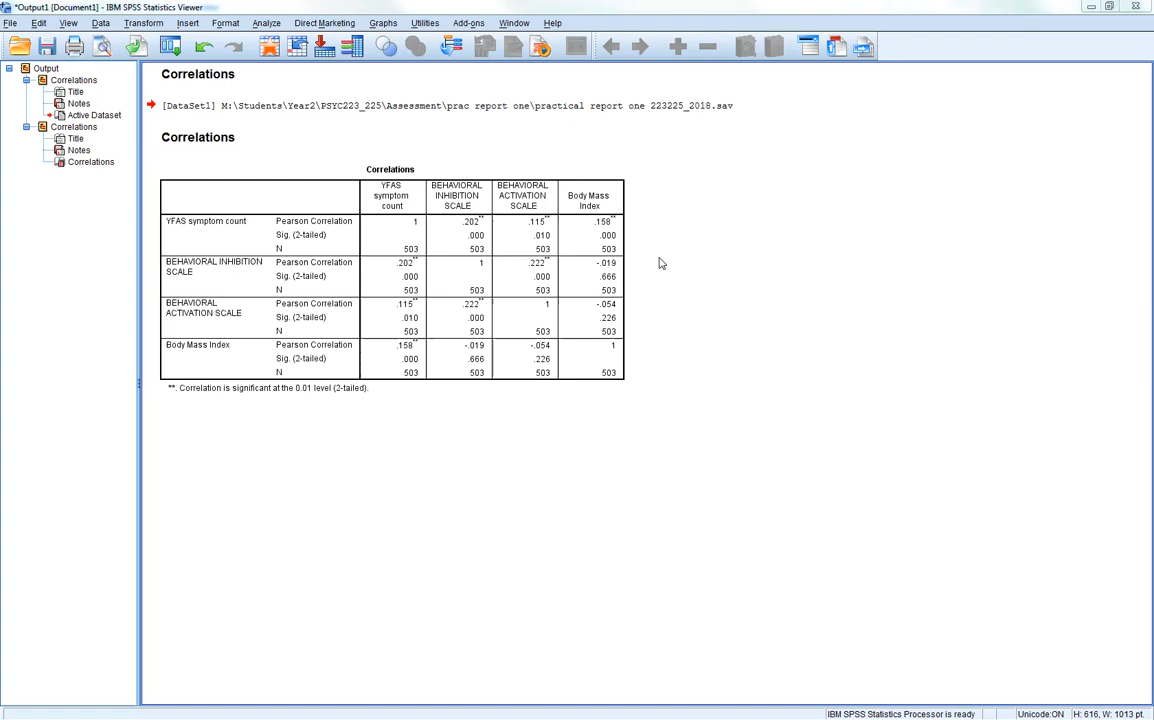 *Output1 [Document1] - IBM SPSS Statistics Viewer
File Edit View Data Transform Insert Format Analyze Direct Marketing Graphs Utilities Add-ons Window Help
Output
Correlations
Title
Notes
Active Dataset
Correlations
Title
Notes
Correlations
Correlations
[DataSet1] M:\Students\Year2\PSYC223_225\Assessment\prac report one\practical report one 223225_2018.sav
Correlations
Correlations
YFAS symptom count BEHAVIORAL INHIBITION SCALE BEHAVIORAL ACTIVATION SCALE Body Mass Index
YFAS symptom count Pearson Correlation 1 .202** .115** .158**
Sig. (2-tailed) .000 .010 .000
N 503 503 503 503
BEHAVIORAL INHIBITION SCALE Pearson Correlation .202** 1 .222** -.019
Sig. (2-tailed) .000 .000 .666
N 503 503 503 503
BEHAVIORAL ACTIVATION SCALE Pearson Correlation .115** .222** 1 -.054
Sig. (2-tailed) .010 .000 .226
N 503 503 503 503
Body Mass Index Pearson Correlation .158** -.019 -.054 1
Sig. (2-tailed) .000 .666 .226
N 503 503 503 503
**. Correlation is significant at the 0.01 level (2-tailed).
IBM SPSS Statistics Processor is ready Unicode:ON H: 616, W: 1013 pt.